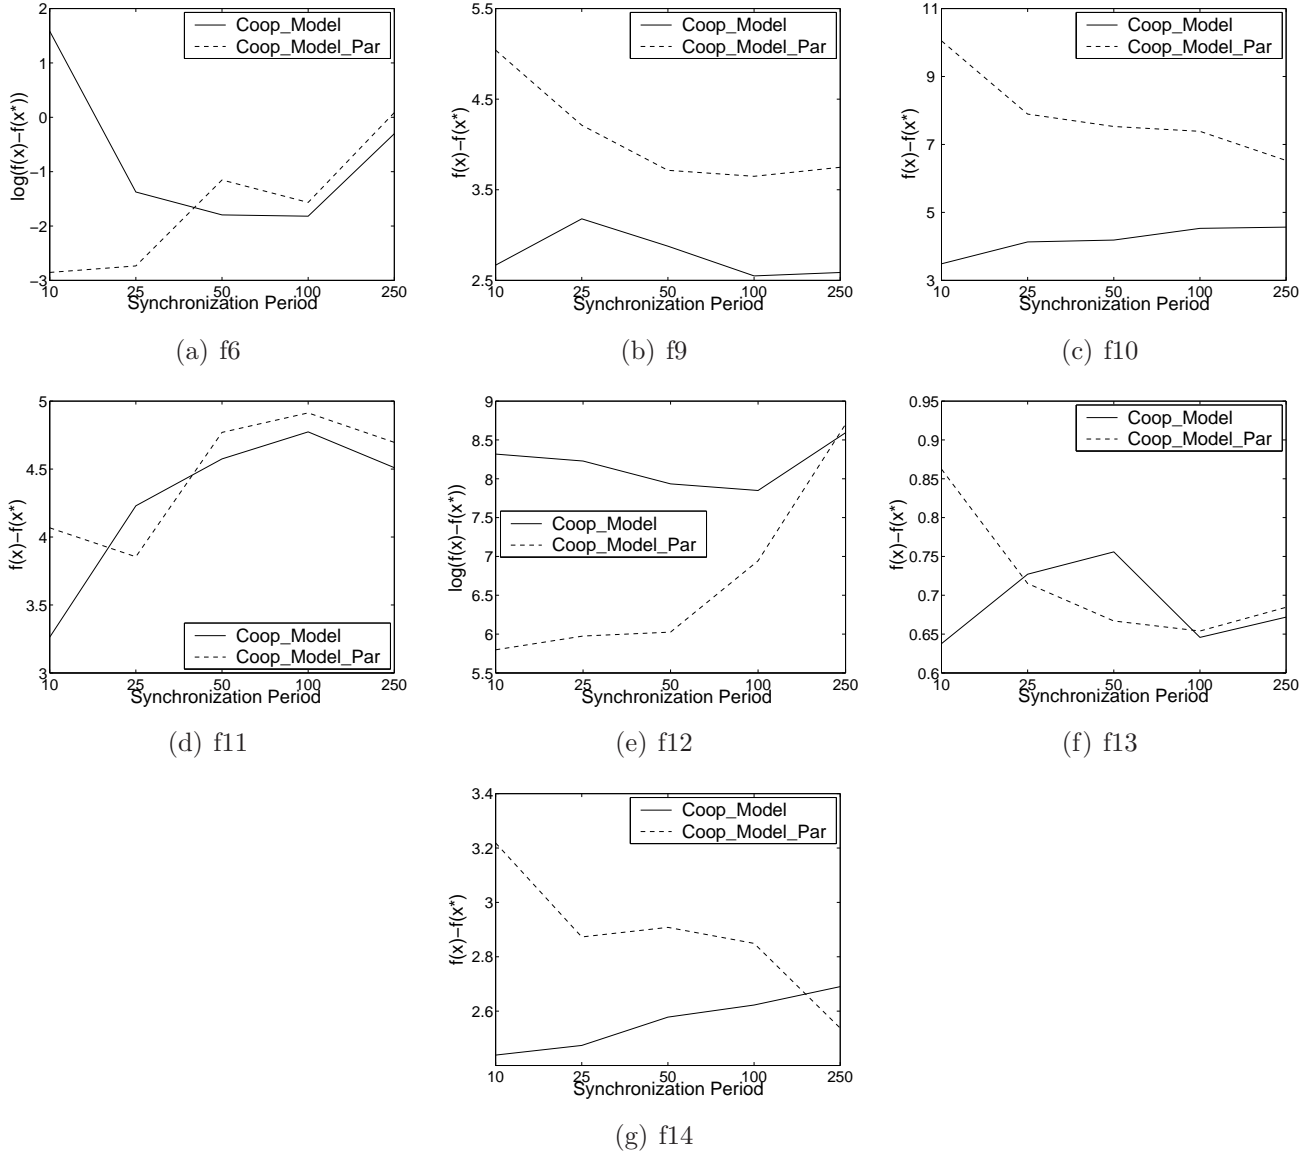 2
1
0
−1
−2
−3
10
25
50
100
250
log(f(x)−f(x*))
Synchronization Period
Coop_Model
Coop_Model_Par
(a) f6
5.5
4.5
3.5
2.5
10
25
50
100
250
f(x)−f(x*)
Synchronization Period
Coop_Model
Coop_Model_Par
(b) f9
11
9
7
5
3
10
25
50
100
250
f(x)−f(x*)
Synchronization Period
Coop_Model
Coop_Model_Par
(c) f10
5
4.5
4
3.5
3
10
25
50
100
250
f(x)−f(x*)
Synchronization Period
Coop_Model
Coop_Model_Par
(d) f11
9
8.5
8
7.5
7
6.5
6
5.5
10
25
50
100
250
log(f(x)−f(x*))
Synchronization Period
Coop_Model
Coop_Model_Par
(e) f12
0.95
0.9
0.85
0.8
0.75
0.7
0.65
0.6
10
25
50
100
250
f(x)−f(x*)
Synchronization Period
Coop_Model
Coop_Model_Par
(f) f13
3.4
3.2
3
2.8
2.6
10
25
50
100
250
f(x)−f(x*)
Synchronization Period
Coop_Model
Coop_Model_Par
(g) f14